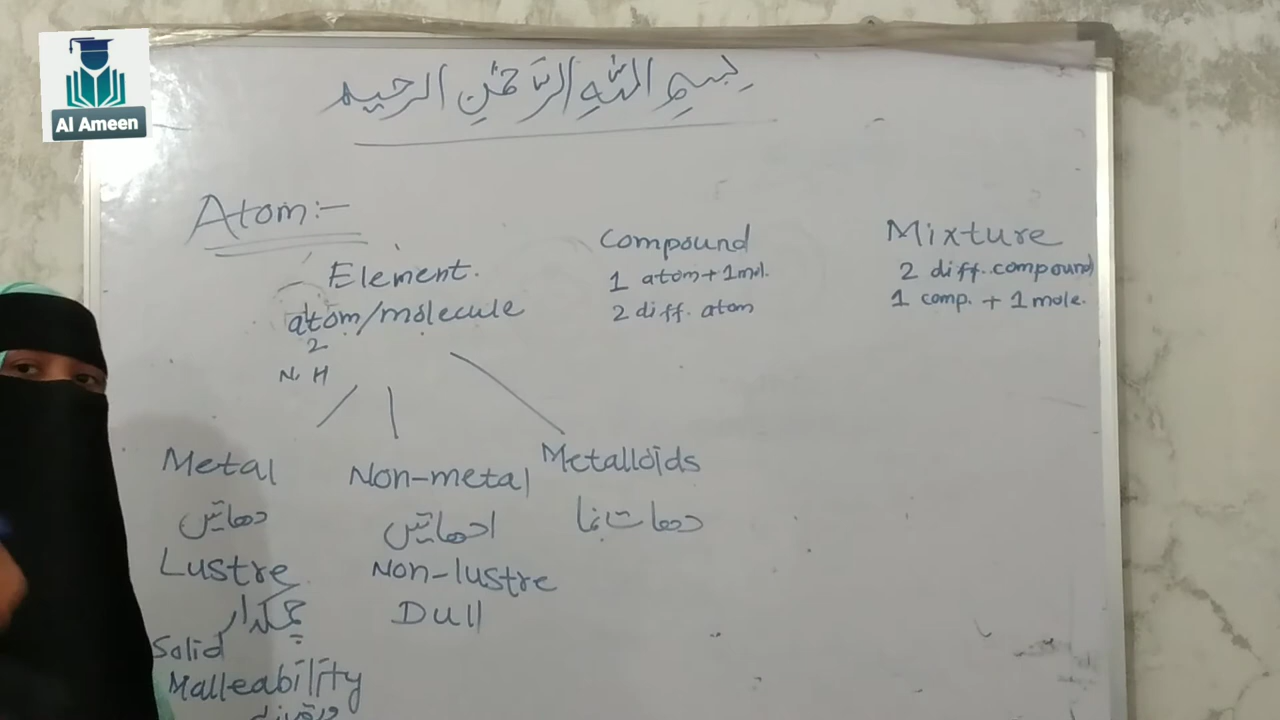 Al Ameen
بسم الله الرحمٰن الرحیم
Atom:-
Element.
atom/molecule
2
N, H
Compound
1 atom + 1 mol.
2 diff. atom
Mixture
2 diff. compound
1 comp. + 1 mole.
Metal
دھاتیں
Lustre
چمکدار
Solid
Malleability
Non-metal
ادھاتیں
Non-lustre
Dull
Metalloids
دھات نما